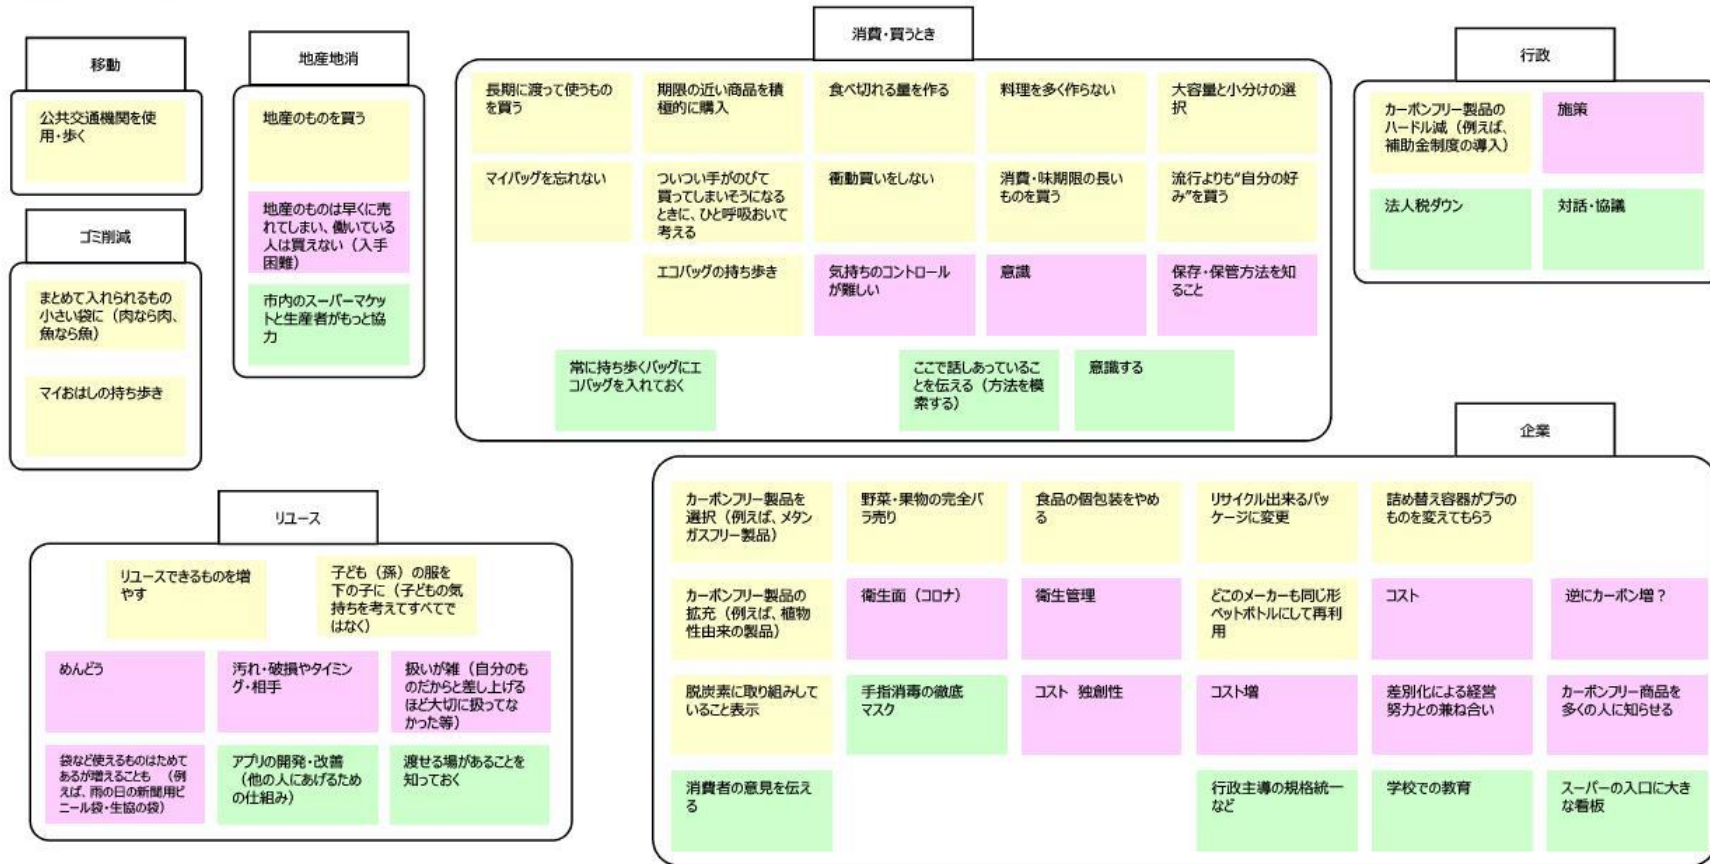 移動
公共交通機関を使
用・歩く
ゴミ削減
まとめて入れられるもの
小さい袋に（肉なら肉、
魚なら魚）
マイおはしの持ち歩き
地産地消
地産のものを買う
地産のものは早くに売
れてしまい、働いている
人は買えない（入手
困難）
市内のスーパーマケッ
トと生産者がもっと協
力
消費・買うとき
長期に渡って使うもの
を買う
期限の近い商品を積
極的に購入
食べ切れる量を作る
料理を多く作らない
大容量と小分けの選
択
マイバッグを忘れない
ついつい手がのびて
買ってしまいそうになる
ときに、ひと呼吸おいて
考える
衝動買いをしない
消費・味期限の長い
ものを買う
流行よりも“自分の好
み”を買う
エコバッグの持ち歩き
気持ちのコントロール
が難しい
意識
保存・保管方法を知
ること
常に持ち歩くバッグにエ
コバッグを入れておく
ここで話しあっているこ
とを伝える（方法を模
索する）
意識する
行政
カーボンフリー製品の
ハードル減（例えば、
補助金制度の導入）
施策
法人税ダウン
対話・協議
リユース
リユースできるものを増
やす
子ども（孫）の服を
下の子に（子どもの気
持ちを考えてすべてで
はなく）
めんどう
汚れ・破損やタイミン
グ・相手
扱いが雑（自分のも
のだからと差し上げる
ほど大切に扱ってな
かった等）
袋など使えるものはためて
あるが増えることも　（例
えば、雨の日の新聞用ビ
ニール袋・生協の袋）
アプリの開発・改善
（他の人にあげるため
の仕組み）
渡せる場があることを
知っておく
企業
カーボンフリー製品を
選択（例えば、メタン
ガスフリー製品）
野菜・果物の完全バ
ラ売り
食品の個包装をやめ
る
リサイクル出来るパッ
ケージに変更
詰め替え容器がプラの
ものを変えてもらう
カーボンフリー製品の
拡充（例えば、植物
性由来の製品）
衛生面（コロナ）
衛生管理
どこのメーカーも同じ形
ペットボトルにして再利
用
コスト
逆にカーボン増？
脱炭素に取り組みして
いること表示
手指消毒の徹底
マスク
コスト 独創性
コスト増
差別化による経営
努力との兼ね合い
カーボンフリー商品を
多くの人に知らせる
消費者の意見を伝え
る
行政主導の規格統一
など
学校での教育
スーパーの入口に大き
な看板